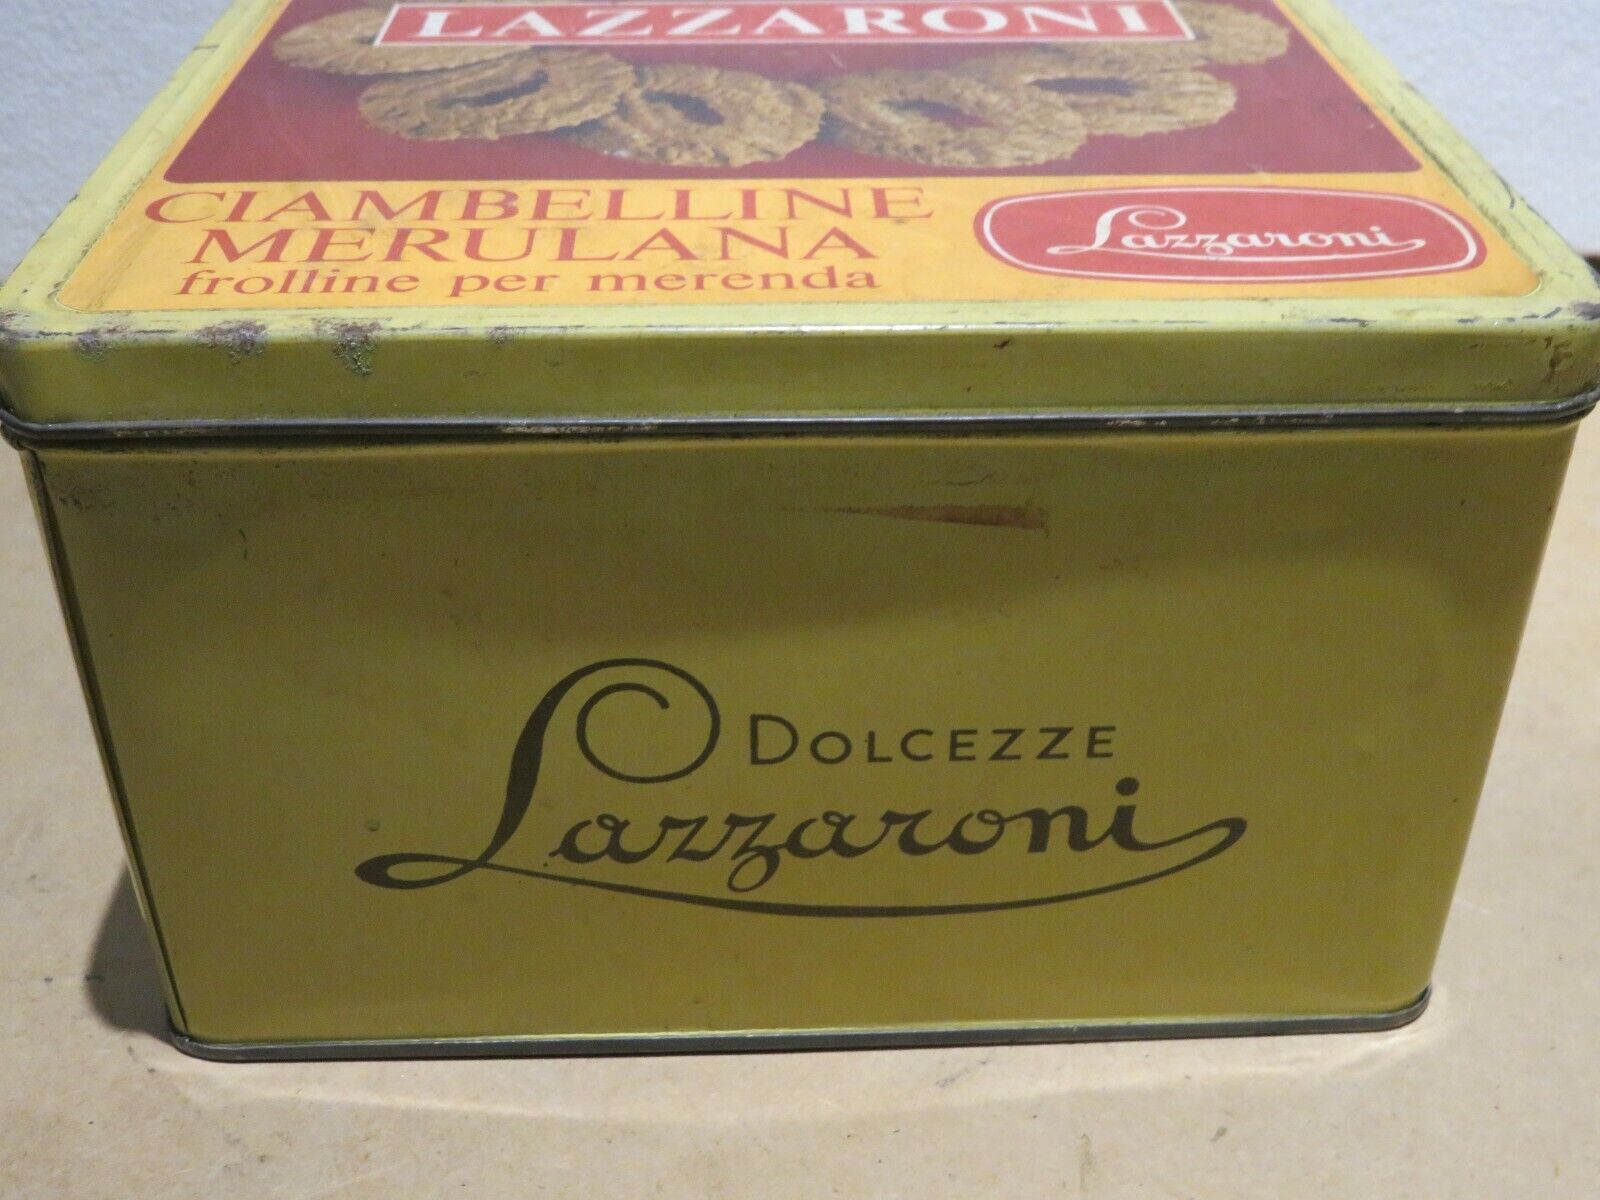 LAZZARONI
CIAMBELLINE
MERULANA
frolline per merenda
Lazzaroni
DOLCEZZE
Lazzaroni